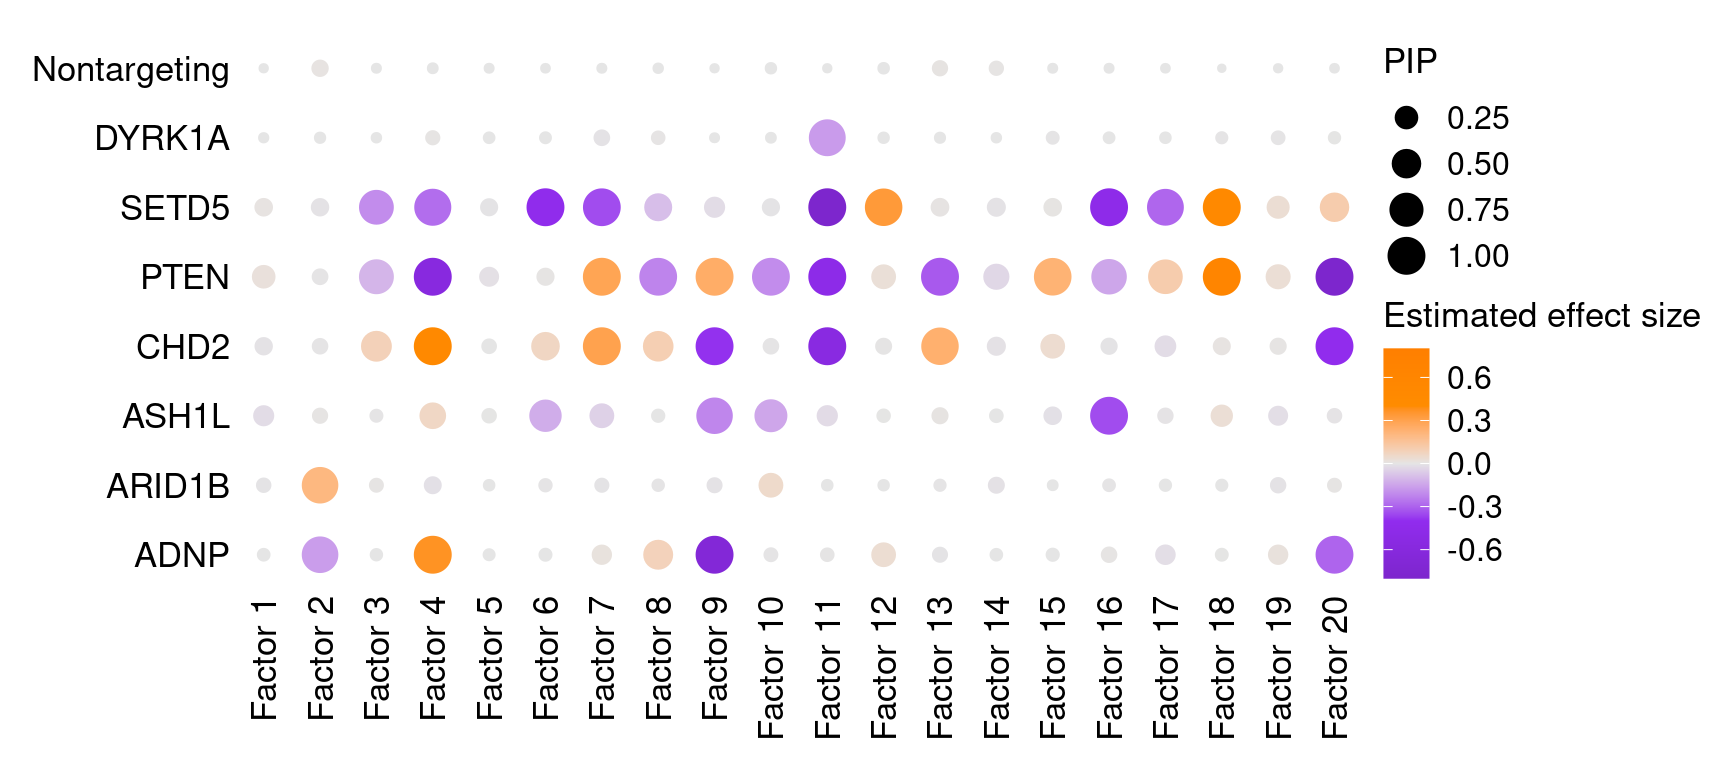 Nontargeting
DYRK1A
SETD5
PTEN
CHD2
ASH1L
ARID1B
ADNP
Factor 1
Factor 2
Factor 3
Factor 4
Factor 5
Factor 6
Factor 7
Factor 8
Factor 9
Factor 10
Factor 11
Factor 12
Factor 13
Factor 14
Factor 15
Factor 16
Factor 17
Factor 18
Factor 19
Factor 20
PIP
0.25
0.50
0.75
1.00
Estimated effect size
0.6
0.3
0.0
-0.3
-0.6